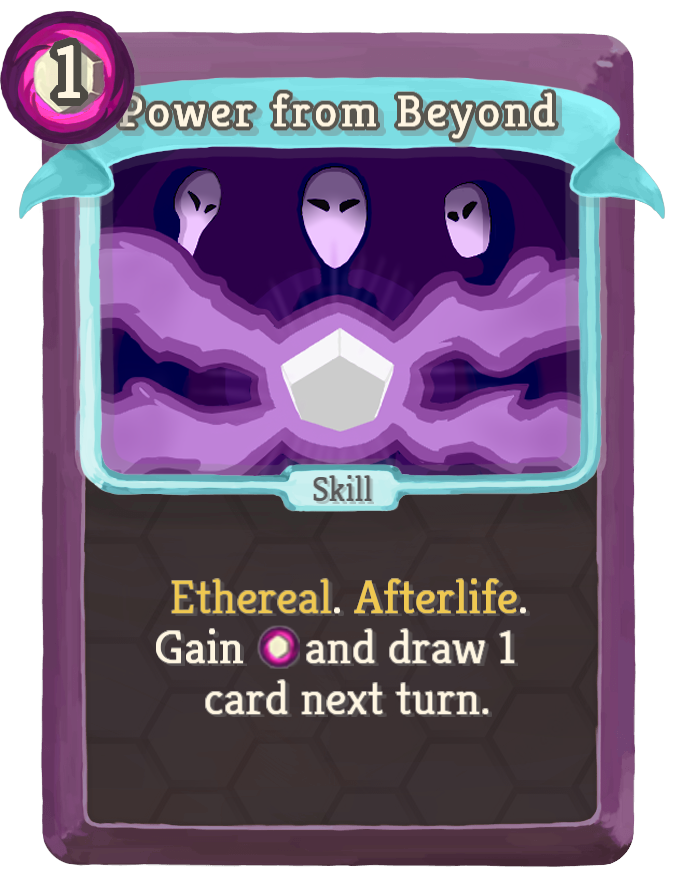 1
Power from Beyond
Skill
Ethereal. Afterlife.
Gain and draw 1
card next turn.